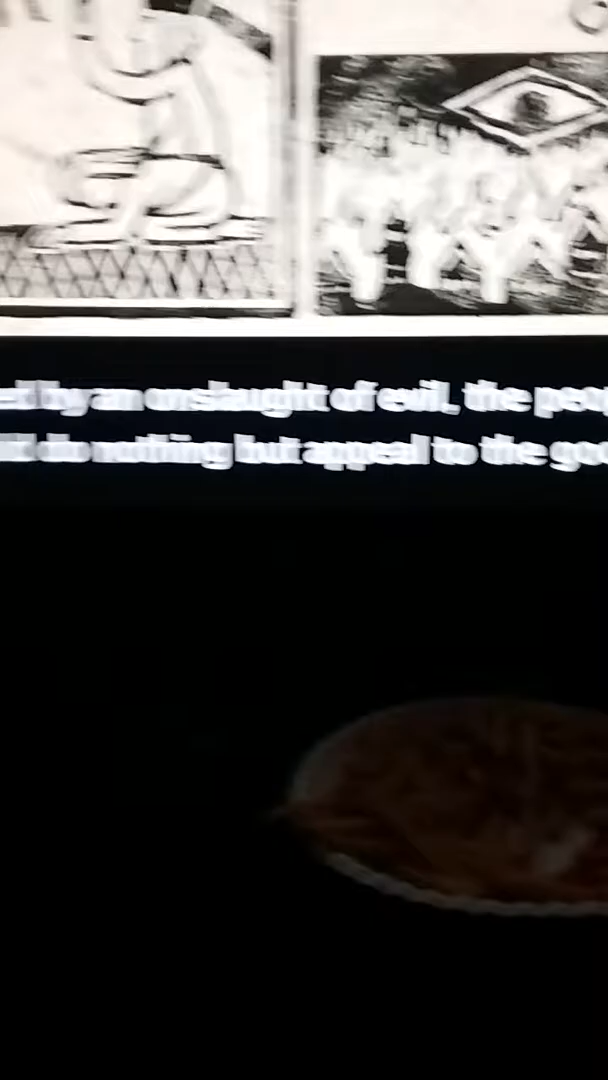 by an onslaught of evil, the
do nothing but appeal to the